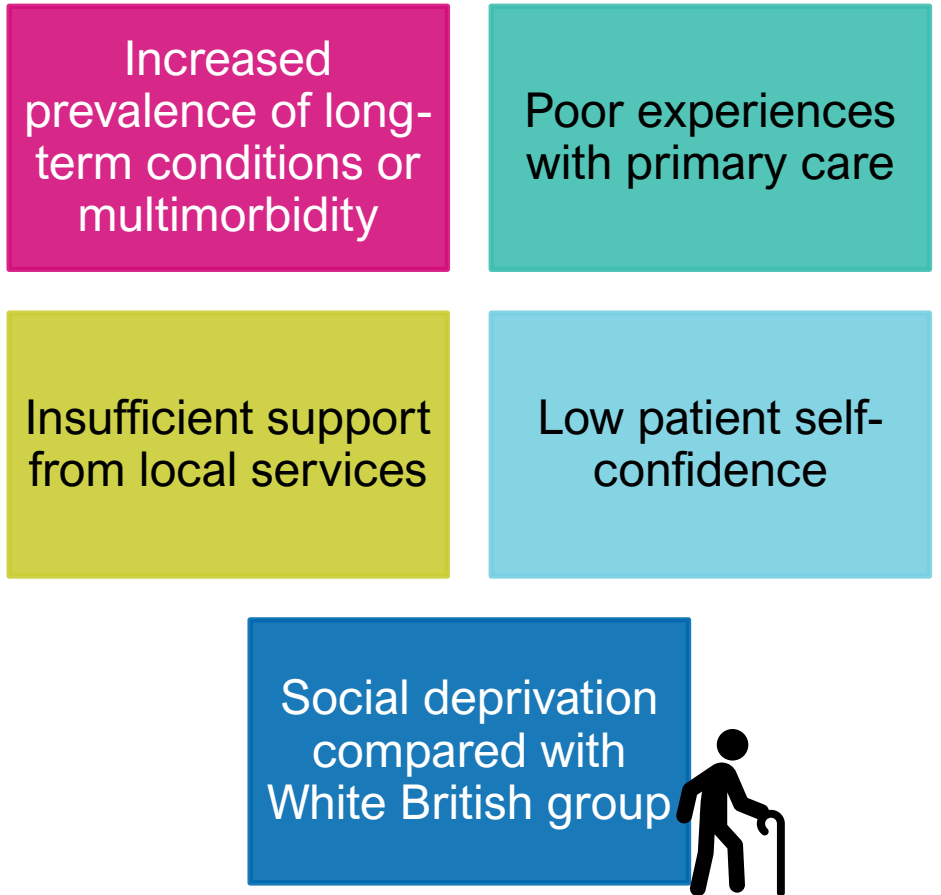 Increased
prevalence of long-
term conditions or
multimorbidity
Poor experiences
with primary care
Insufficient support
from local services
Low patient self-
confidence
Social deprivation
compared with
White British group